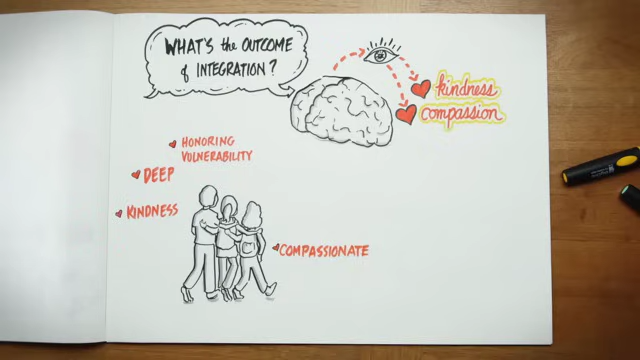 WHAT'S the OUTCOME
of INTEGRATION?
kindness
compassion
HONORING
VULNERABILITY
DEEP
KINDNESS
COMPASSIONATE